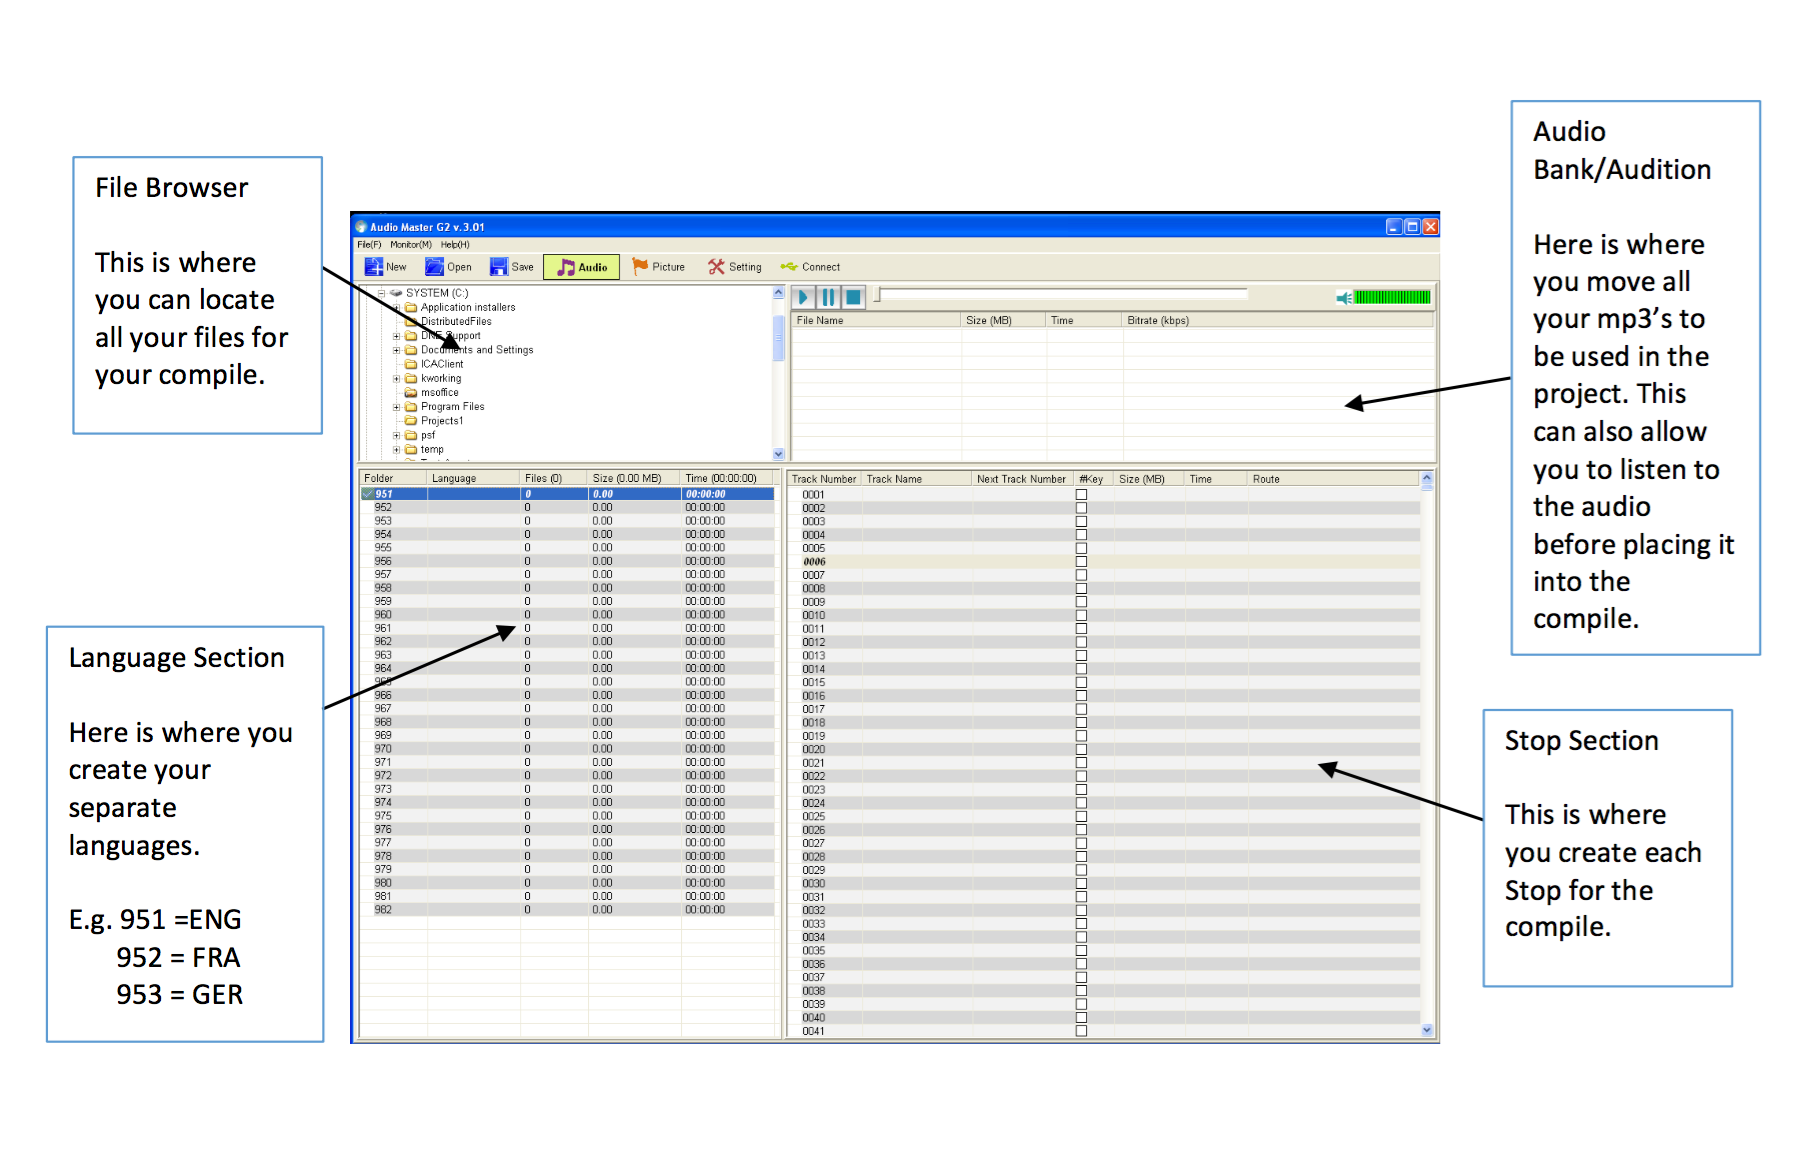 File Browser
This is where
you can locate
all your files for
your compile.
Language Section
Here is where you
create your
separate
languages.
E.g. 951 =ENG
952 = FRA
953 = GER
Audio Master G2 v.3.01
File(F) Monitor(M) Help(H)
New Open Save Audio Picture Setting Connect
SYSTEM (C:)
Application installers
DistributedFiles
DNE Support
Documents and Settings
ICAClient
kworking
msoffice
Program Files
Projects1
psf
temp
File Name Size (MB) Time Bitrate (kbps)
Folder Language Files (0) Size (0.00 MB) Time (00:00:00)
951 0 0.00 00:00:00
952 0 0.00 00:00:00
953 0 0.00 00:00:00
954 0 0.00 00:00:00
955 0 0.00 00:00:00
956 0 0.00 00:00:00
957 0 0.00 00:00:00
958 0 0.00 00:00:00
959 0 0.00 00:00:00
960 0 0.00 00:00:00
961 0 0.00 00:00:00
962 0 0.00 00:00:00
963 0 0.00 00:00:00
964 0 0.00 00:00:00
965 0 0.00 00:00:00
966 0 0.00 00:00:00
967 0 0.00 00:00:00
968 0 0.00 00:00:00
969 0 0.00 00:00:00
970 0 0.00 00:00:00
971 0 0.00 00:00:00
972 0 0.00 00:00:00
973 0 0.00 00:00:00
974 0 0.00 00:00:00
975 0 0.00 00:00:00
976 0 0.00 00:00:00
977 0 0.00 00:00:00
978 0 0.00 00:00:00
979 0 0.00 00:00:00
980 0 0.00 00:00:00
981 0 0.00 00:00:00
982 0 0.00 00:00:00
Track Number Track Name Next Track Number #Key Size (MB) Time Route
0001
0002
0003
0004
0005
0006
0007
0008
0009
0010
0011
0012
0013
0014
0015
0016
0017
0018
0019
0020
0021
0022
0023
0024
0025
0026
0027
0028
0029
0030
0031
0032
0033
0034
0035
0036
0037
0038
0039
0040
0041
Audio
Bank/Audition
Here is where
you move all
your mp3's to
be used in the
project. This
can also allow
you to listen to
the audio
before placing it
into the
compile.
Stop Section
This is where
you create each
Stop for the
compile.